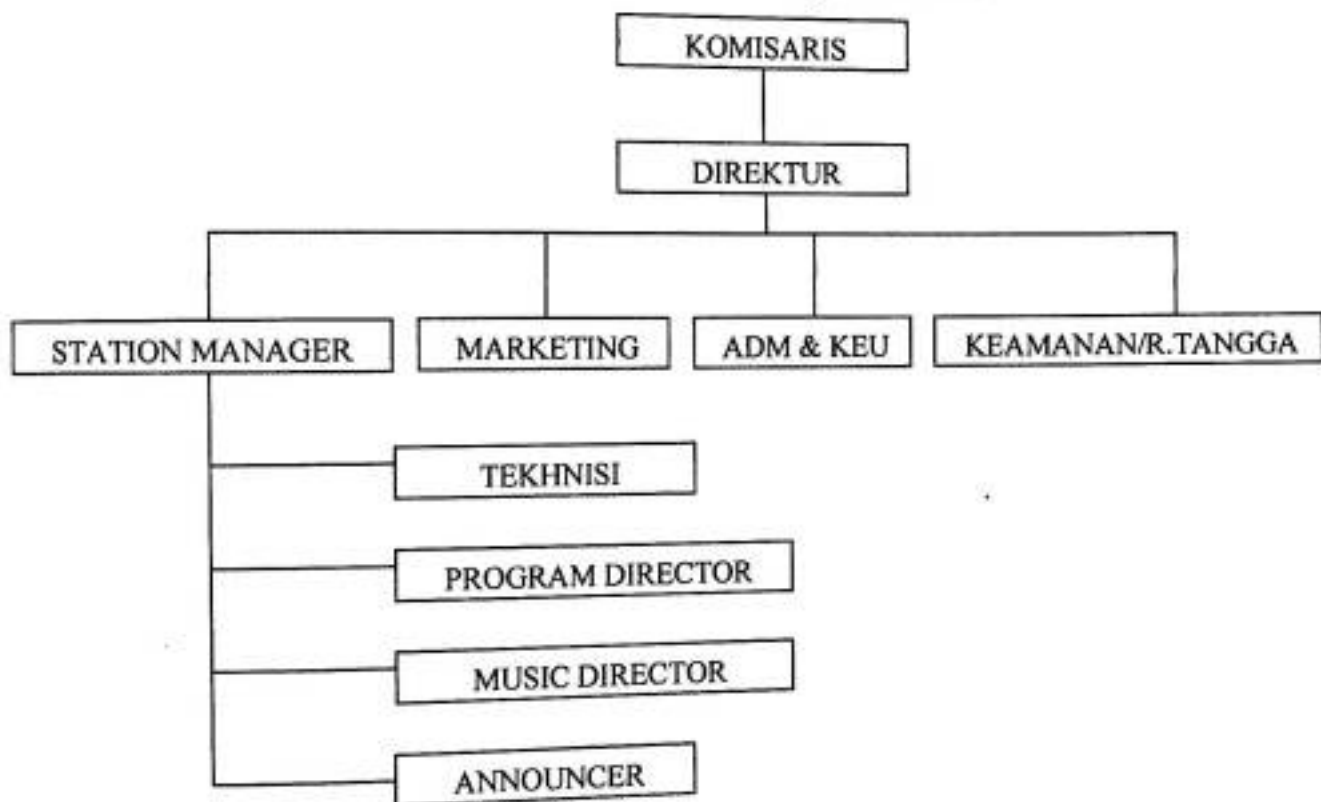 KOMISARIS
DIREKTUR
STATION MANAGER
MARKETING
ADM & KEU
KEAMANAN/R.TANGGA
TEKHNISI
PROGRAM DIRECTOR
MUSIC DIRECTOR
ANNOUNCER